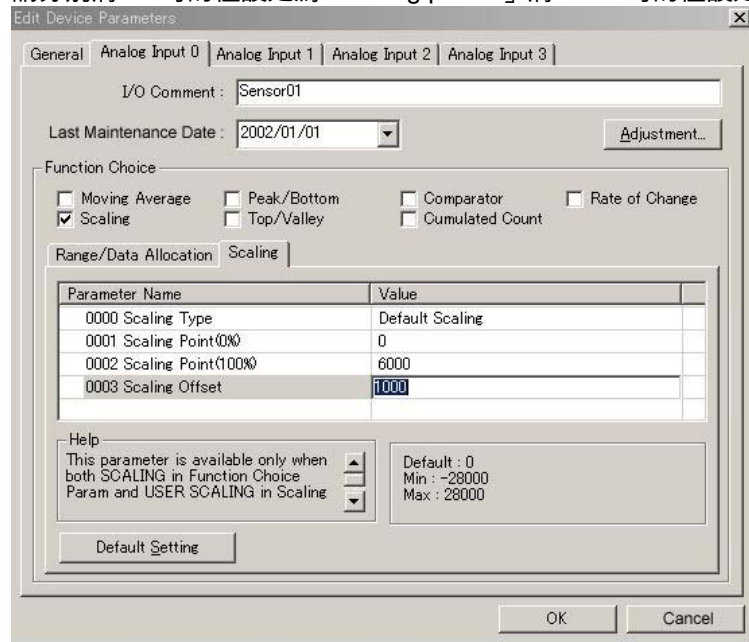 Edit Device Parameters
General Analog Input 0 Analog Input 1 Analog Input 2 Analog Input 3
I/O Comment : Sensor01
Last Maintenance Date : 2002/01/01 Adjustment...
Function Choice
Moving Average Peak/Bottom Comparator Rate of Change
Scaling Top/Valley Cumulated Count
Range/Data Allocation Scaling
Parameter Name Value
0000 Scaling Type Default Scaling
0001 Scaling Point(0%) 0
0002 Scaling Point(100%) 6000
0003 Scaling Offset 1000
Help
This parameter is available only when
both SCALING in Function Choice
Param and USER SCALING in Scaling
Default : 0
Min : -28000
Max : 28000
Default Setting
OK Cancel